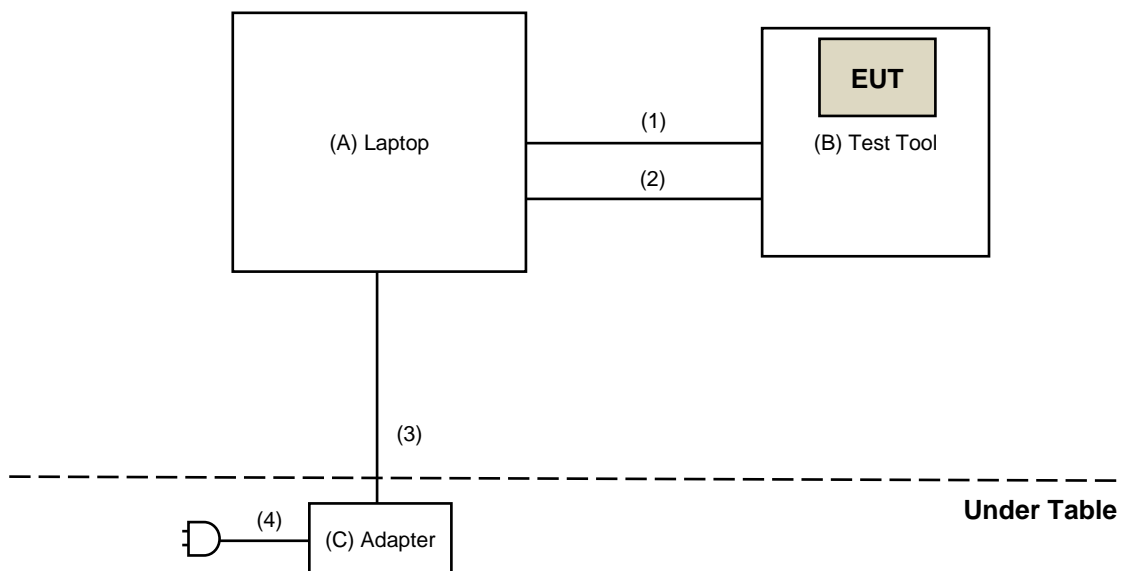 EUT
(1)
(A) Laptop
(B) Test Tool
(2)
(3)
Under Table
(4)
(C) Adapter